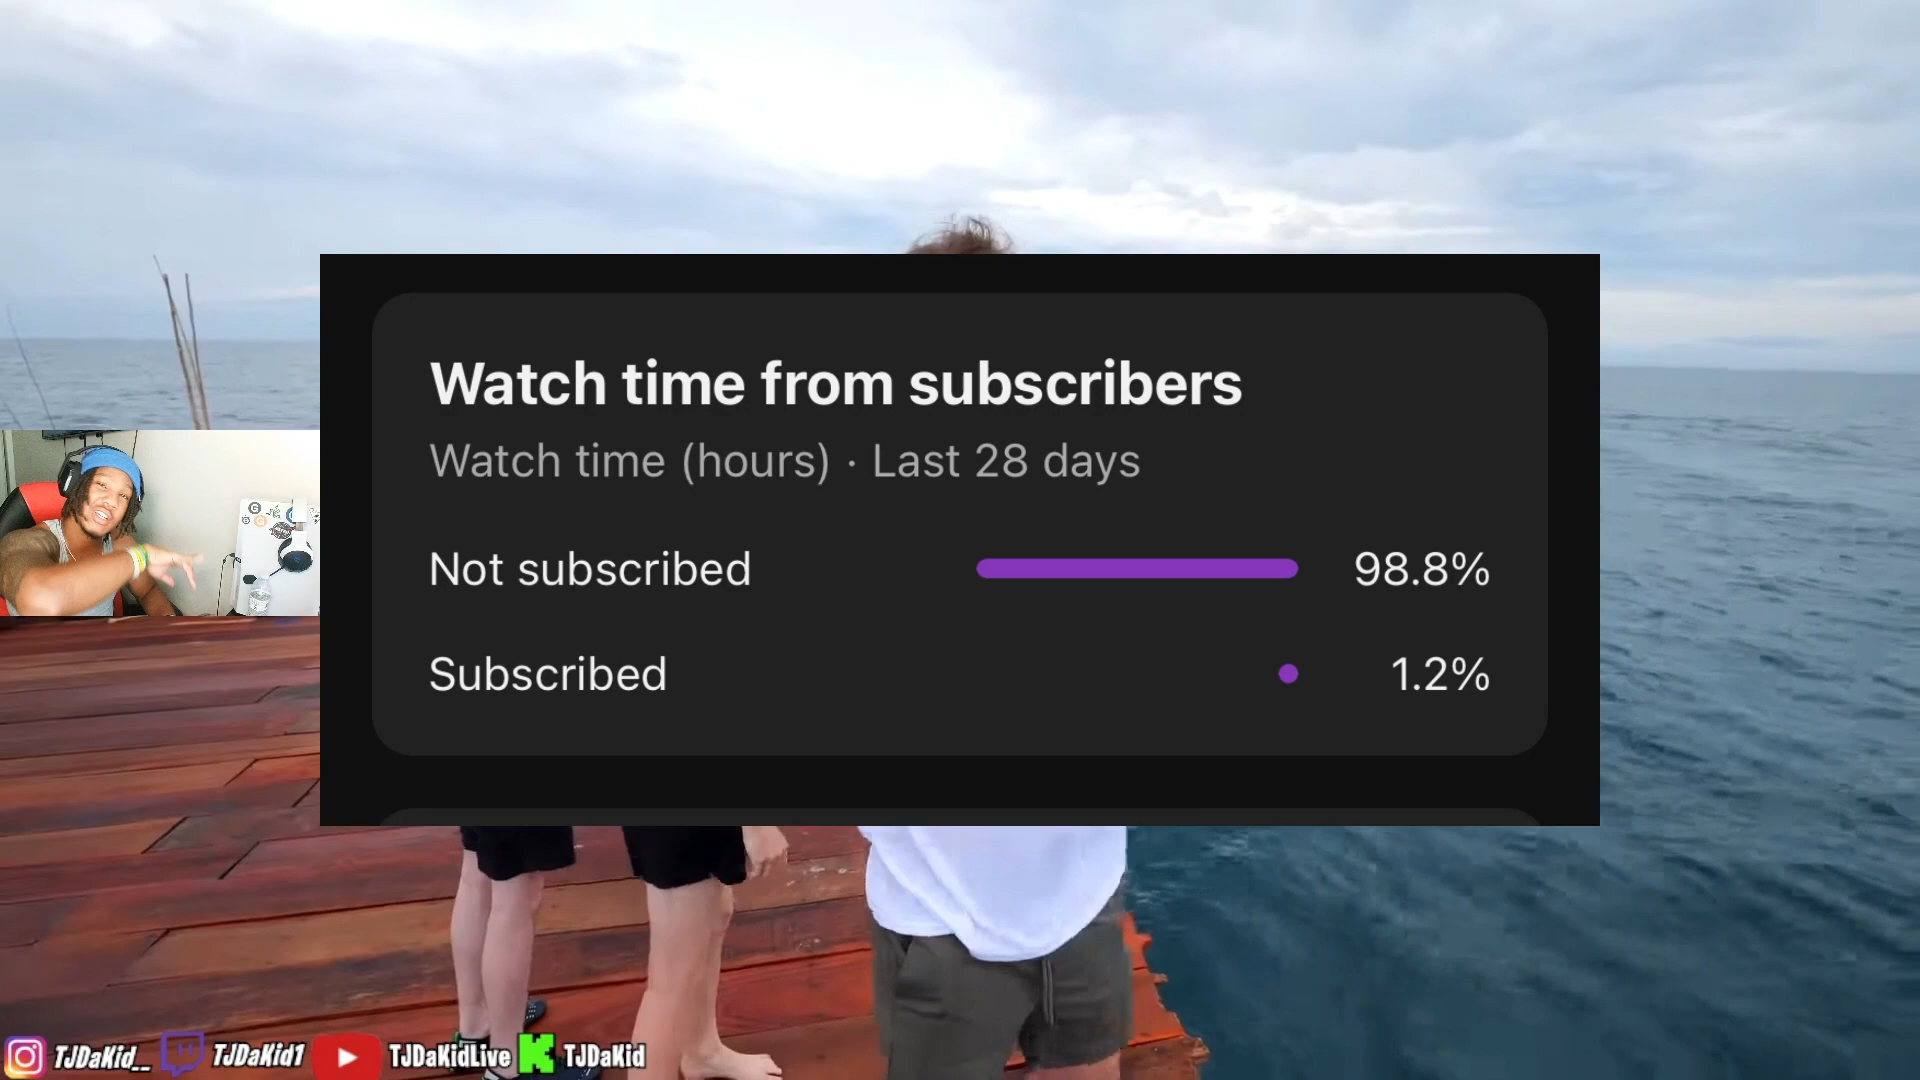 Watch time from subscribers
Watch time (hours) · Last 28 days
Not subscribed 98.8%
Subscribed 1.2%
TJDaKid__ TJDaKid1 TJDaKidLive TJDaKid